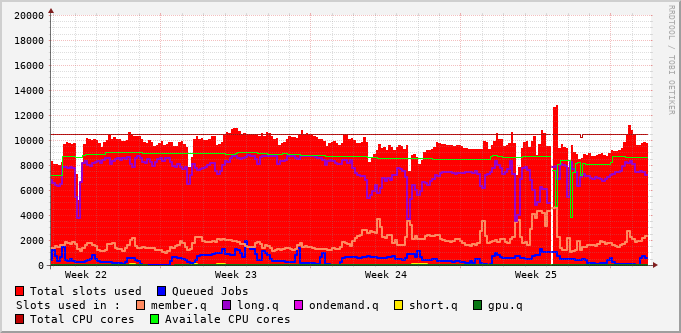 20000
18000
16000
14000
12000
10000
8000
6000
4000
2000
0
Week 22 Week 23 Week 24 Week 25
Total slots used Queued Jobs
Slots used in : member.q long.q ondemand.q short.q gpu.q
Total CPU cores Availale CPU cores
RRDTOOL / TOBI OETIKER